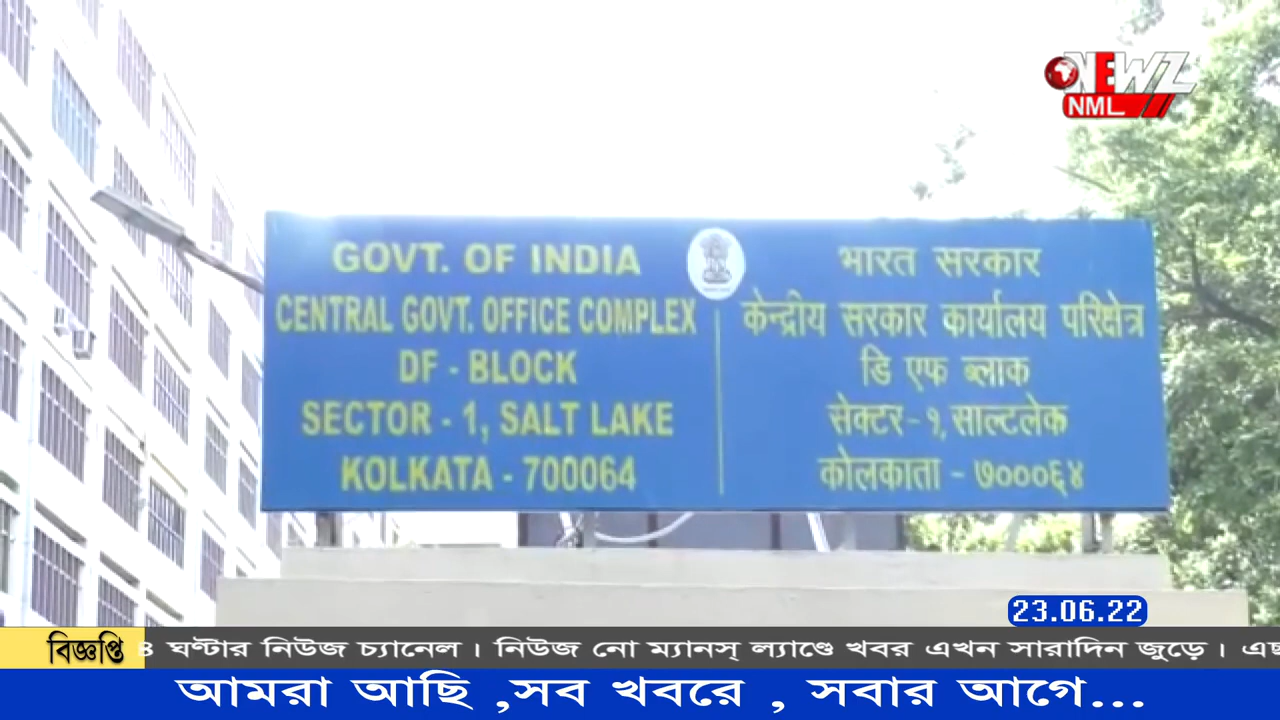 NEWZ
NML
GOVT. OF INDIA
CENTRAL GOVT. OFFICE COMPLEX
DF - BLOCK
SECTOR - 1, SALT LAKE
KOLKATA - 700064
भारत सरकार
केन्द्रीय सरकार कार्यालय परिक्षेत्र
डि एफ ब्लाक
सेक्टर - १, साल्टलेक
कोलकाता - ७०००६४
23.06.22
বিজ্ঞপ্তি
৪ ঘণ্টার নিউজ চ্যানেল । নিউজ নো ম্যানস্ ল্যাণ্ডে খবর এখন সারাদিন জুড়ে ।
আমরা আছি ,সব খবরে , সবার আগে...